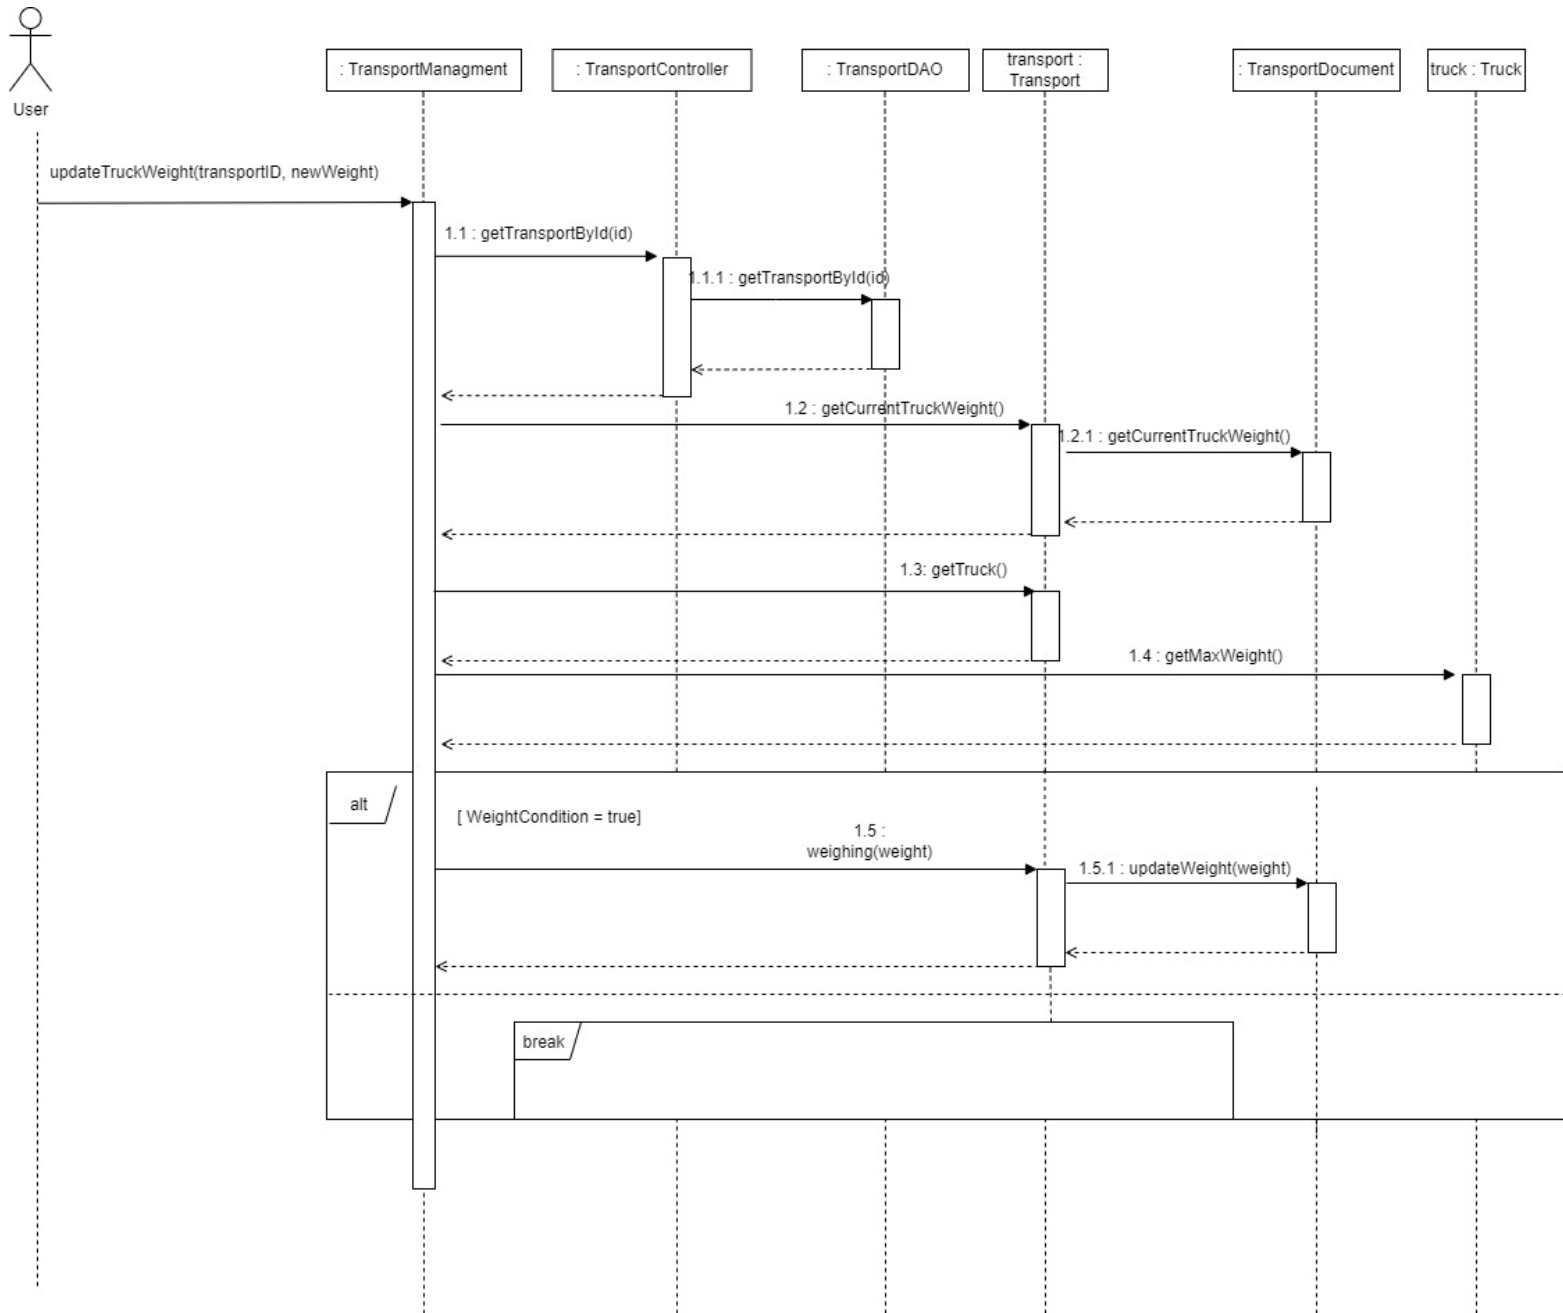 User
: TransportManagment
: TransportController
: TransportDAO
transport :
Transport
: TransportDocument
truck : Truck
updateTruckWeight(transportID, newWeight)
1.1 : getTransportById(id)
1.1.1 : getTransportById(id)
1.2 : getCurrentTruckWeight()
1.2.1 : getCurrentTruckWeight()
1.3: getTruck()
1.4 : getMaxWeight()
alt
[ WeightCondition = true]
1.5 :
weighing(weight)
1.5.1 : updateWeight(weight)
break